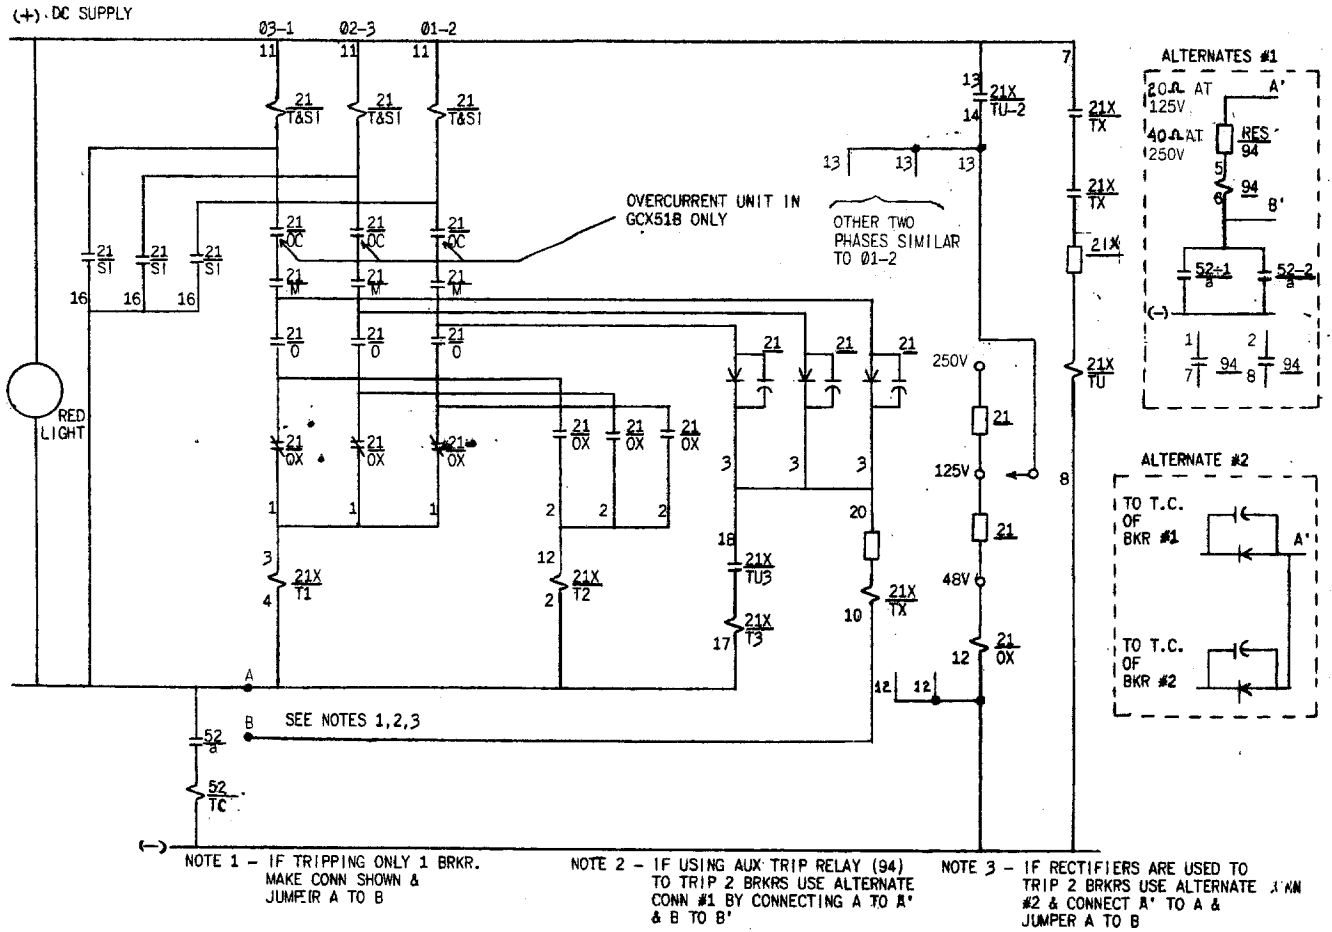 (+) DC SUPPLY
Ø3-1 Ø2-3 Ø1-2
11 11 11
21 T&SI
21 T&SI
21 T&SI
21 SI
21 SI
21 SI
16 16 16
21 OC
21 OC
21 OC
OVERCURRENT UNIT IN
GCX51B ONLY
21 M
21 M
21 M
21 O
21 O
21 O
RED
LIGHT
21 OX
21 OX
21 OX
21 OX
21 OX
21 OX
1 1 1
2 2 2
3
21X T1
4
12
21X T2
2
21
21
21
3 3 3
18
21X TU3
21X T3
17
20
21X TX
10
13
21X TU-2
14
13 13 13
OTHER TWO
PHASES SIMILAR
TO Ø1-2
250V
21
125V
21
48V
21 OX
12
12 12
7
21X TX
21X TX
21X
21X TU
8
A
B
SEE NOTES 1,2,3
52 a
52 TC
(-)
ALTERNATES #1
20Ω AT
125V
40Ω AT
250V
A'
RES 94
5
94
6
B'
52-1 a
52-2 a
(-)
1 2
94 94
7 8
ALTERNATE #2
TO T.C.
OF
BKR #1
A'
TO T.C.
OF
BKR #2
NOTE 1 - IF TRIPPING ONLY 1 BRKR.
MAKE CONN SHOWN &
JUMPEIR A TO B
NOTE 2 - IF USING AUX TRIP RELAY (94)
TO TRIP 2 BRKRS USE ALTERNATE
CONN #1 BY CONNECTING A TO A'
& B TO B'
NOTE 3 - IF RECTIFIERS ARE USED TO
TRIP 2 BRKRS USE ALTERNATE
#2 & CONNECT A' TO A &
JUMPER A TO B